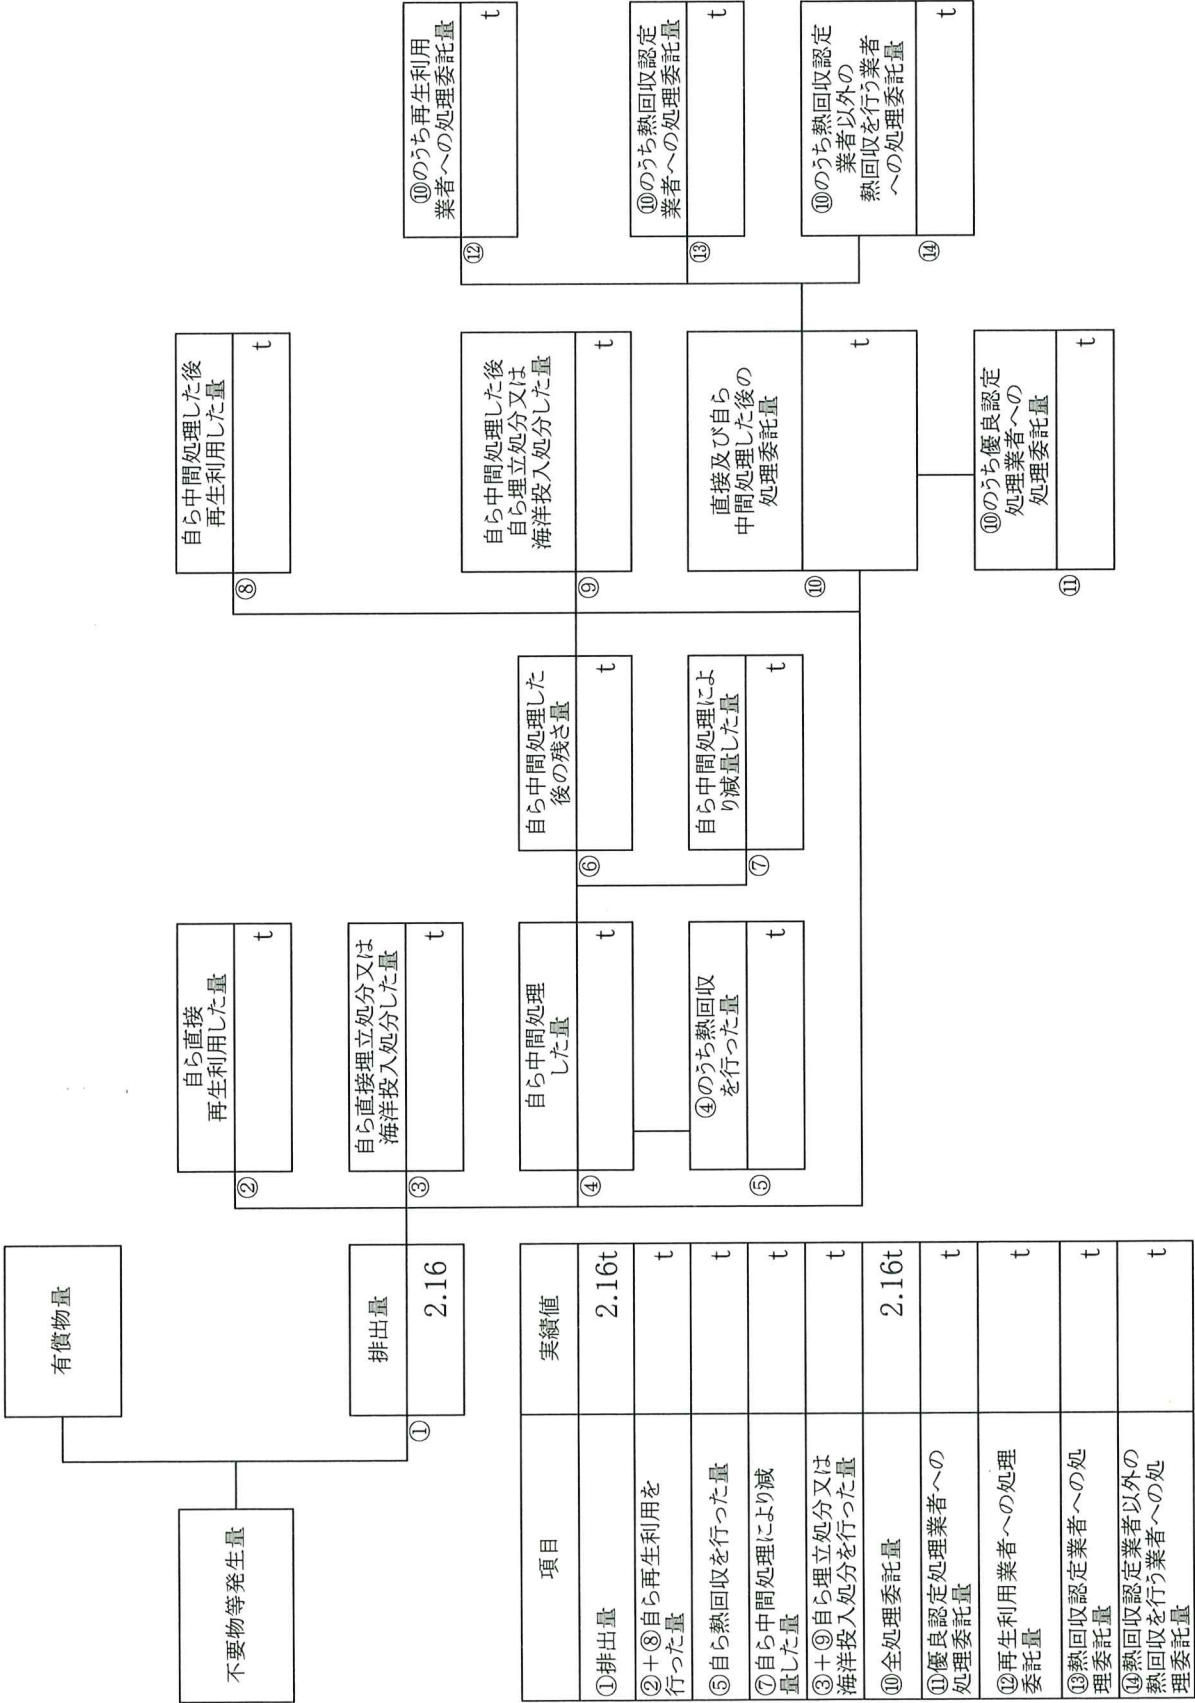 不要物等発生量
有償物量
①
排出量
2.16
②
自ら直接
再生利用した量
t
③
自ら直接埋立処分又は
海洋投入処分した量
t
④
自ら中間処理
した量
t
⑤
④のうち熱回収
を行った量
t
⑥
自ら中間処理した
後の残さ量
t
⑦
自ら中間処理によ
り減量した量
t
⑧
自ら中間処理した後
再生利用した量
t
⑨
自ら中間処理した後
自ら埋立処分又は
海洋投入処分した量
t
⑩
直接及び自ら
中間処理した後の
処理委託量
t
⑪
⑩のうち優良認定
処理業者への
処理委託量
t
⑫
⑩のうち再生利用
業者への処理委託量
t
⑬
⑩のうち熱回収認定
業者への処理委託量
t
⑭
⑩のうち熱回収認定
業者以外の
熱回収を行う業者
への処理委託量
t
項目 実績値
①排出量 2.16t
②+⑧自ら再生利用を
行った量 t
⑤自ら熱回収を行った量 t
⑦自ら中間処理により減
量した量 t
③+⑨自ら埋立処分又は
海洋投入処分を行った量 t
⑩全処理委託量 2.16t
⑪優良認定処理業者への
処理委託量 t
⑫再生利用業者への処理
委託量 t
⑬熱回収認定業者への処
理委託量 t
⑭熱回収認定業者以外の
熱回収を行う業者への処
理委託量 t